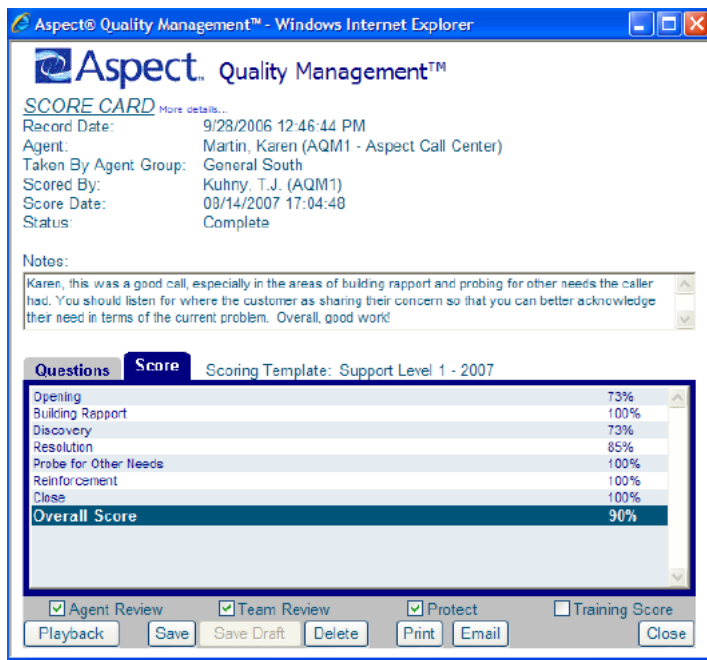 Aspect® Quality Management™ - Windows Internet Explorer
Aspect™ Quality Management™
SCORE CARD More details...
Record Date: 9/28/2006 12:46:44 PM
Agent: Martin, Karen (AQM1 - Aspect Call Center)
Taken By Agent Group: General South
Scored By: Kuhny, T.J. (AQM1)
Score Date: 08/14/2007 17:04:48
Status: Complete
Notes:
Karen, this was a good call, especially in the areas of building rapport and probing for other needs the caller
had. You should listen for where the customer as sharing their concern so that you can better acknowledge
their need in terms of the current problem. Overall, good work!
Questions Score Scoring Template: Support Level 1 - 2007
Opening 73%
Building Rapport 100%
Discovery 73%
Resolution 85%
Probe for Other Needs 100%
Reinforcement 100%
Close 100%
Overall Score 90%
Agent Review Team Review Protect Training Score
Playback Save Save Draft Delete Print Email Close